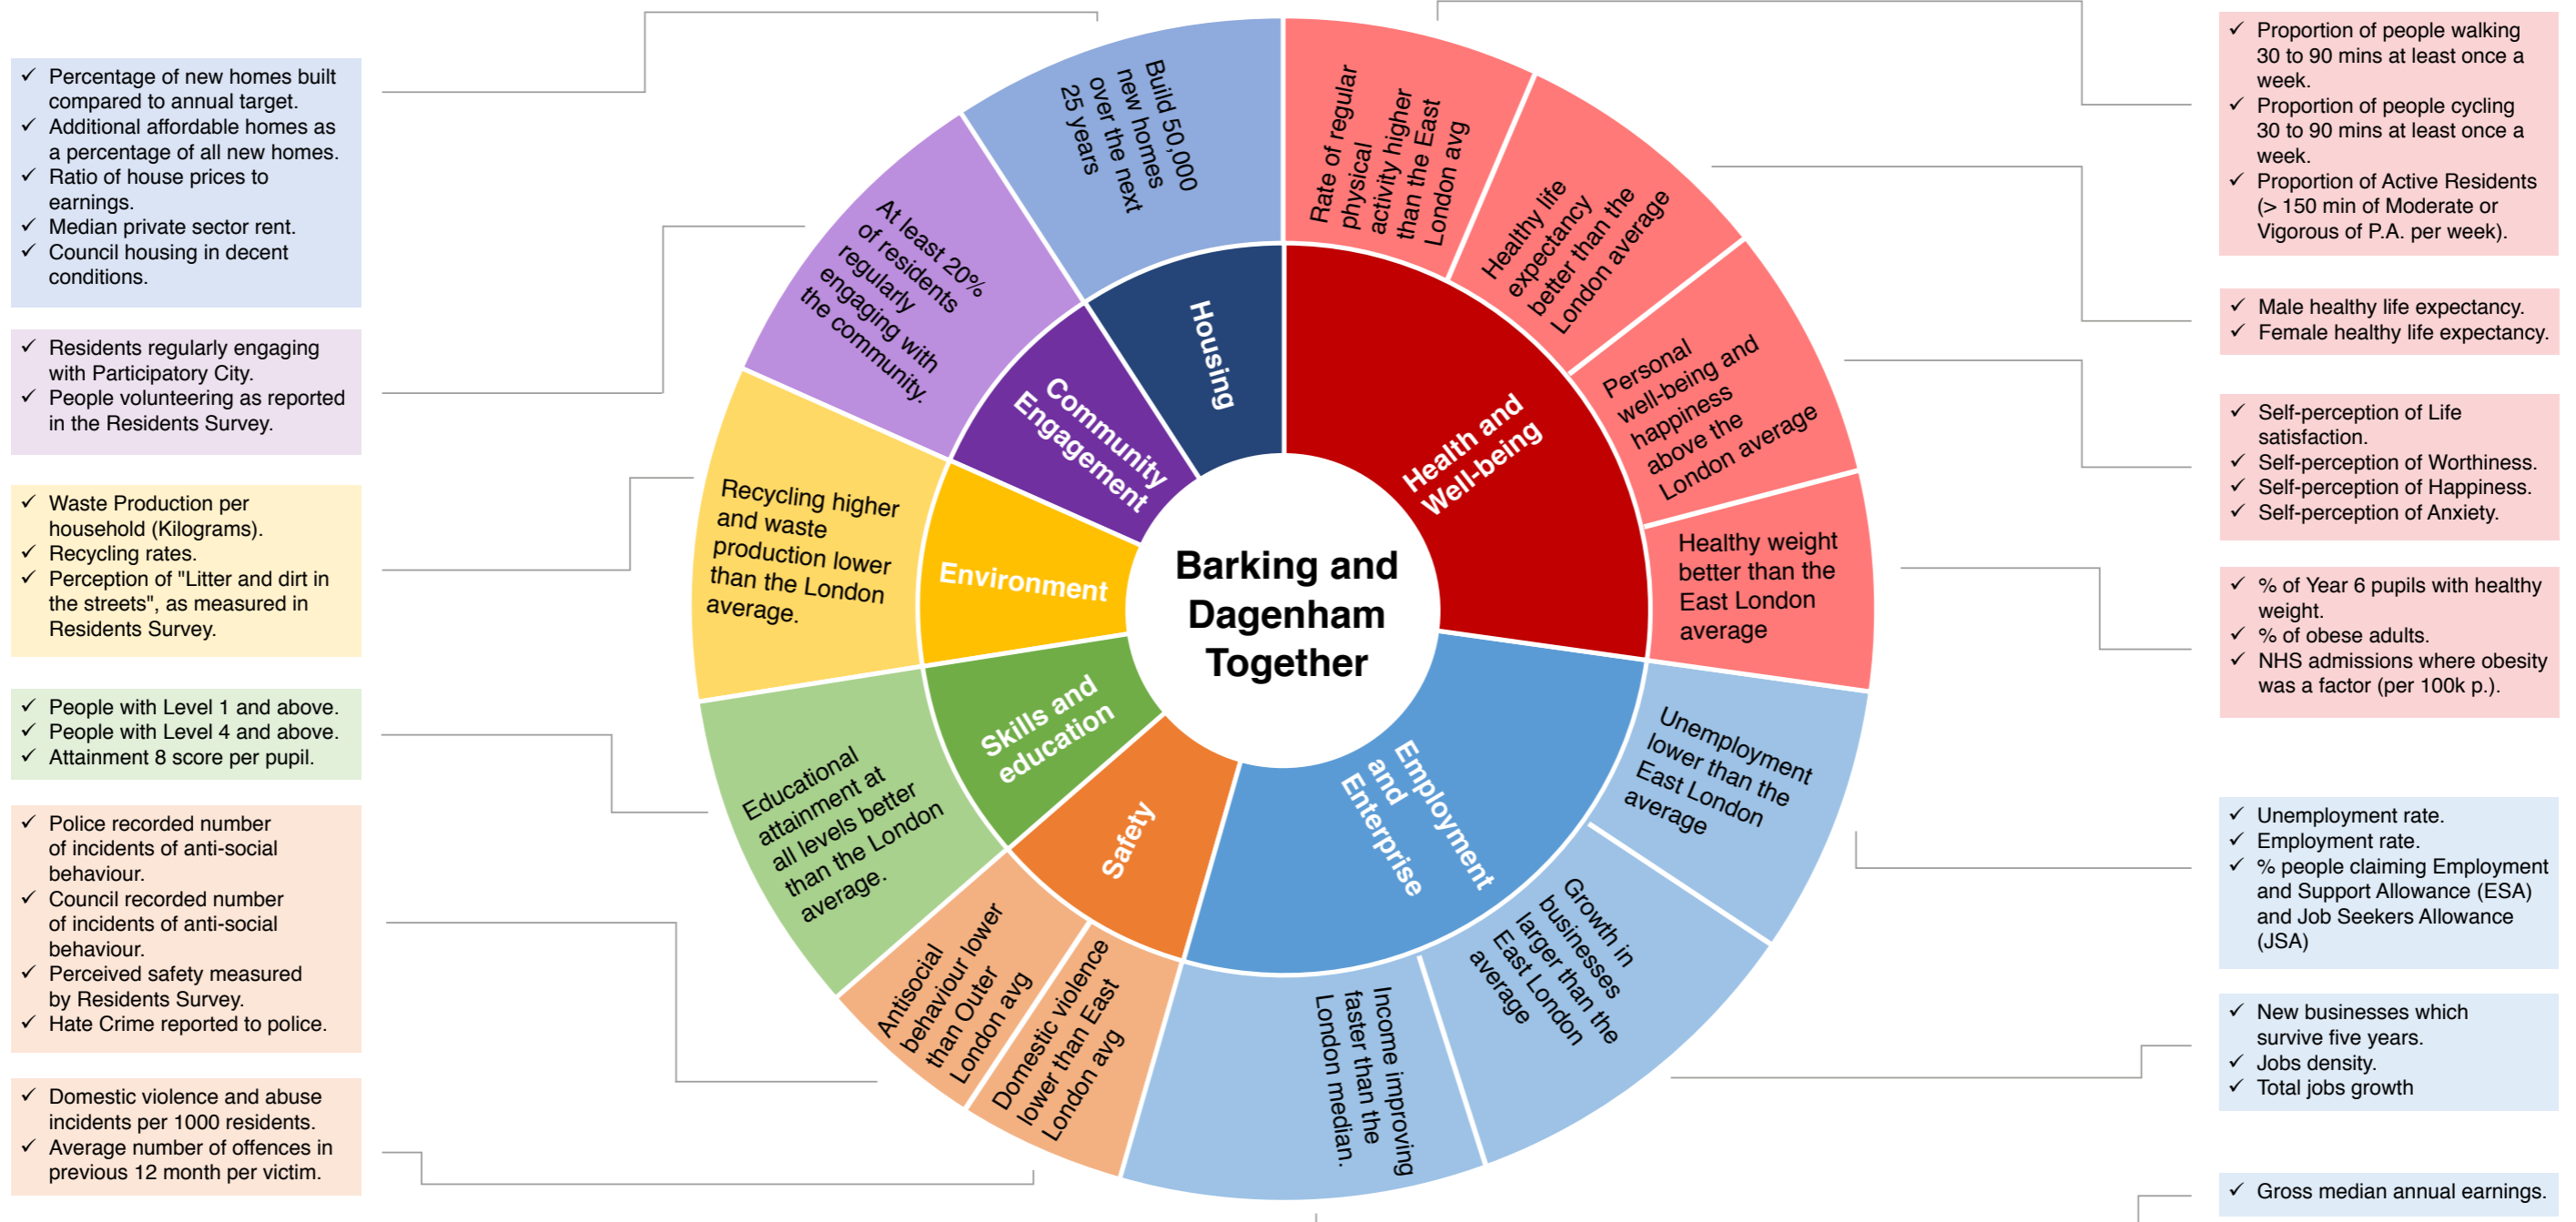 ✓ Percentage of new homes built
compared to annual target.
✓ Additional affordable homes as
a percentage of all new homes.
✓ Ratio of house prices to
earnings.
✓ Median private sector rent.
✓ Council housing in decent
conditions.
✓ Residents regularly engaging
with Participatory City.
✓ People volunteering as reported
in the Residents Survey.
✓ Waste Production per
household (Kilograms).
✓ Recycling rates.
✓ Perception of "Litter and dirt in
the streets", as measured in
Residents Survey.
✓ People with Level 1 and above.
✓ People with Level 4 and above.
✓ Attainment 8 score per pupil.
✓ Police recorded number
of incidents of anti-social
behaviour.
✓ Council recorded number
of incidents of anti-social
behaviour.
✓ Perceived safety measured
by Residents Survey.
✓ Hate Crime reported to police.
✓ Domestic violence and abuse
incidents per 1000 residents.
✓ Average number of offences in
previous 12 month per victim.
Build 50,000
new homes
over the next
25 years
At least 20%
of residents
regularly
engaging with
the community.
Recycling higher
and waste
production lower
than the London
average.
Educational
attainment at
all levels better
than the London
average.
Antisocial
behaviour lower
than Outer
London avg
Domestic violence
lower than East
London avg
Income improving
faster than the
London median.
Growth in
businesses
larger than the
East London
average
Unemployment
lower than the
East London
average
Healthy weight
better than the
East London
average
Personal
well-being and
happiness
above the
London average
Healthy life
expectancy
better than the
London average
Rate of regular
physical
activity higher
than the East
London avg
Housing
Community
Engagement
Environment
Skills and
education
Safety
Employment
and
Enterprise
Health and
Well-being
Barking and
Dagenham
Together
✓ Proportion of people walking
30 to 90 mins at least once a
week.
✓ Proportion of people cycling
30 to 90 mins at least once a
week.
✓ Proportion of Active Residents
(> 150 min of Moderate or
Vigorous of P.A. per week).
✓ Male healthy life expectancy.
✓ Female healthy life expectancy.
✓ Self-perception of Life
satisfaction.
✓ Self-perception of Worthiness.
✓ Self-perception of Happiness.
✓ Self-perception of Anxiety.
✓ % of Year 6 pupils with healthy
weight.
✓ % of obese adults.
✓ NHS admissions where obesity
was a factor (per 100k p.).
✓ Unemployment rate.
✓ Employment rate.
✓ % people claiming Employment
and Support Allowance (ESA)
and Job Seekers Allowance
(JSA)
✓ New businesses which
survive five years.
✓ Jobs density.
✓ Total jobs growth
✓ Gross median annual earnings.